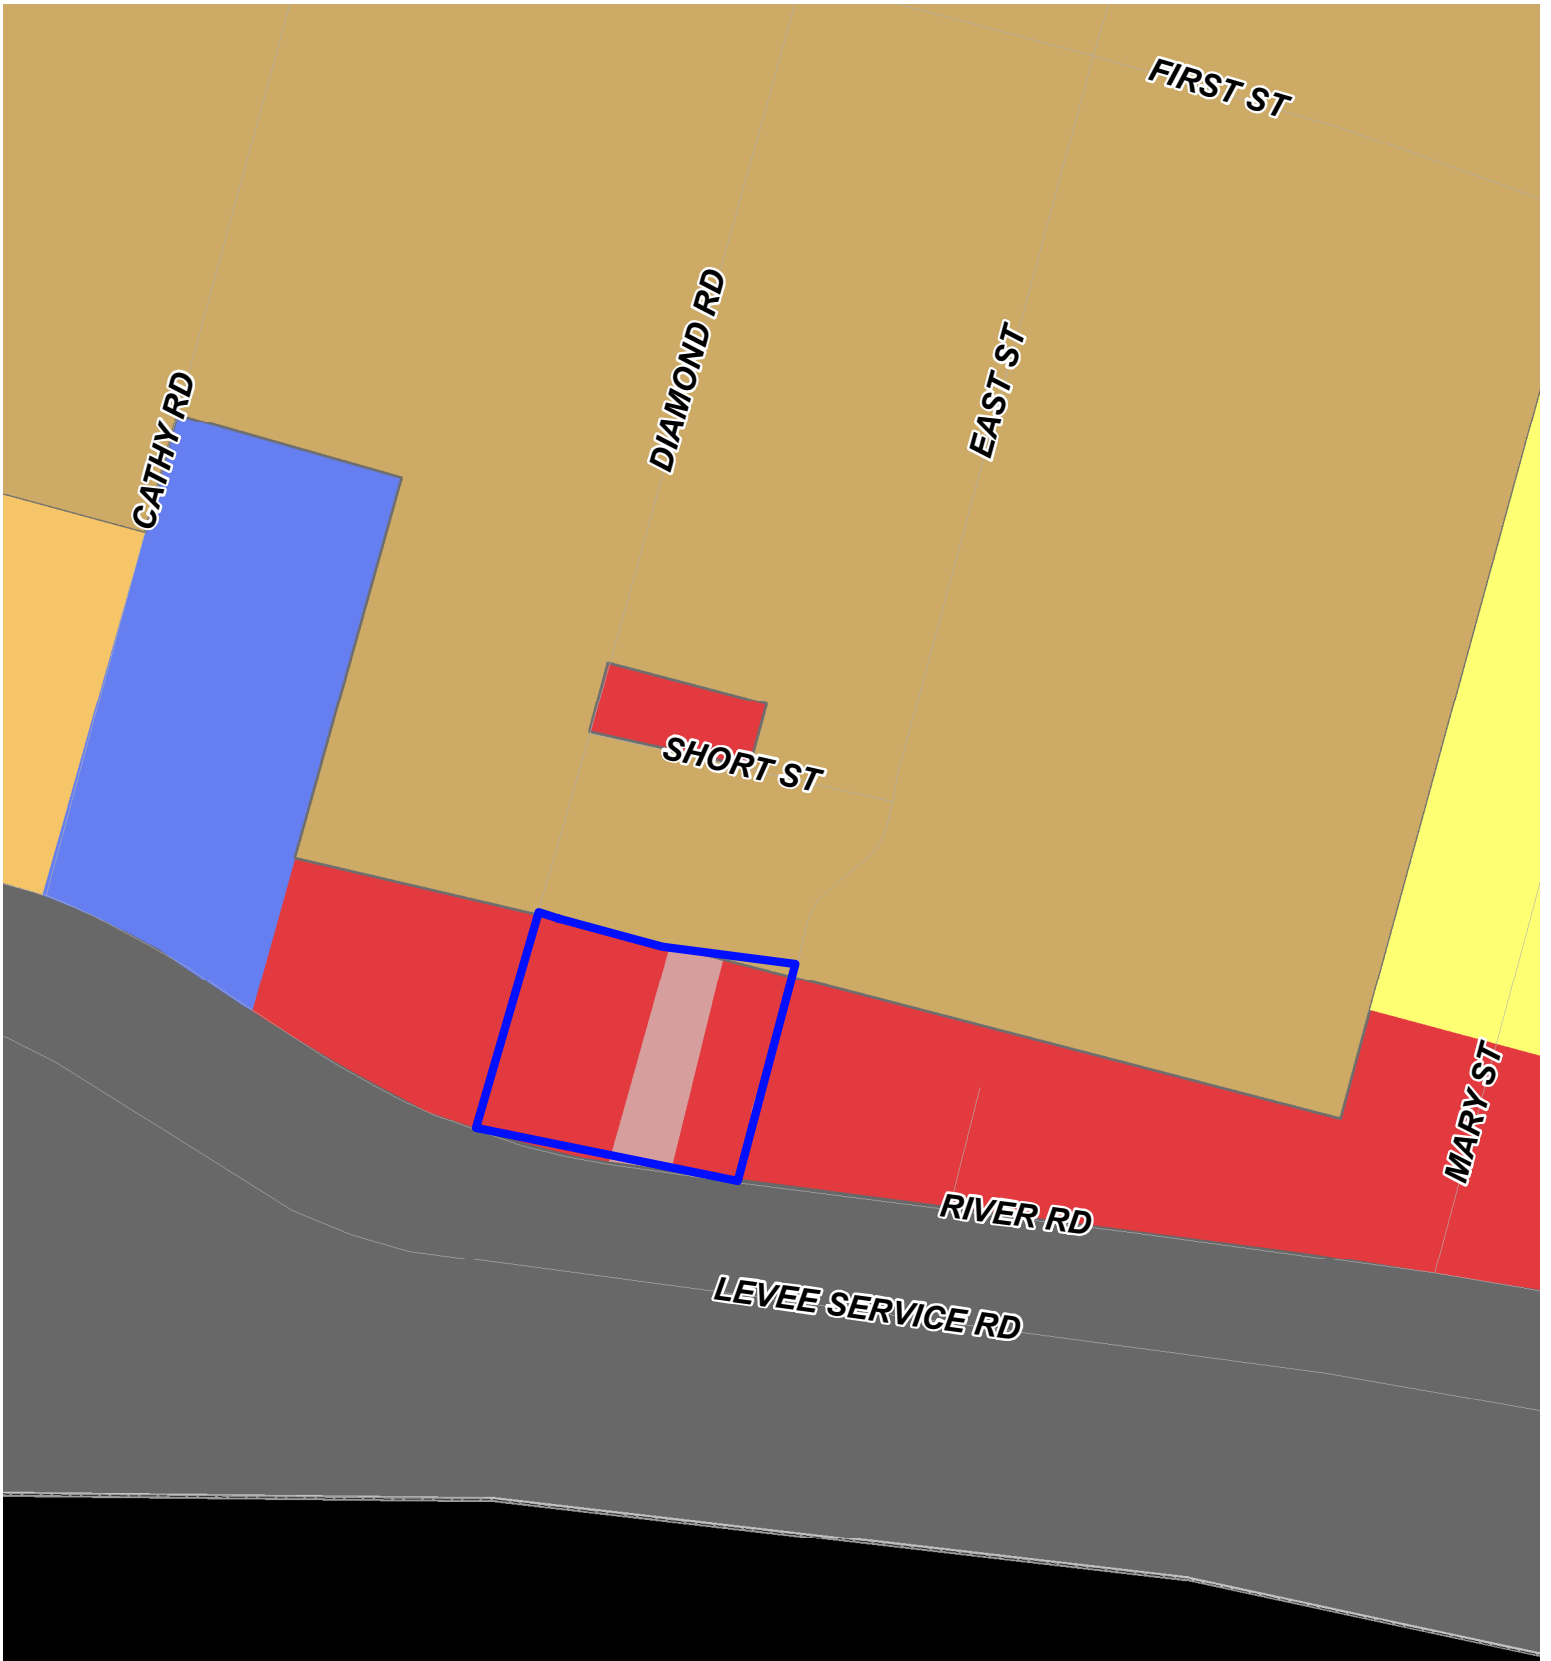 FIRST ST
DIAMOND RD
EAST ST
CATHY RD
SHORT ST
MARY ST
RIVER RD
LEVEE SERVICE RD